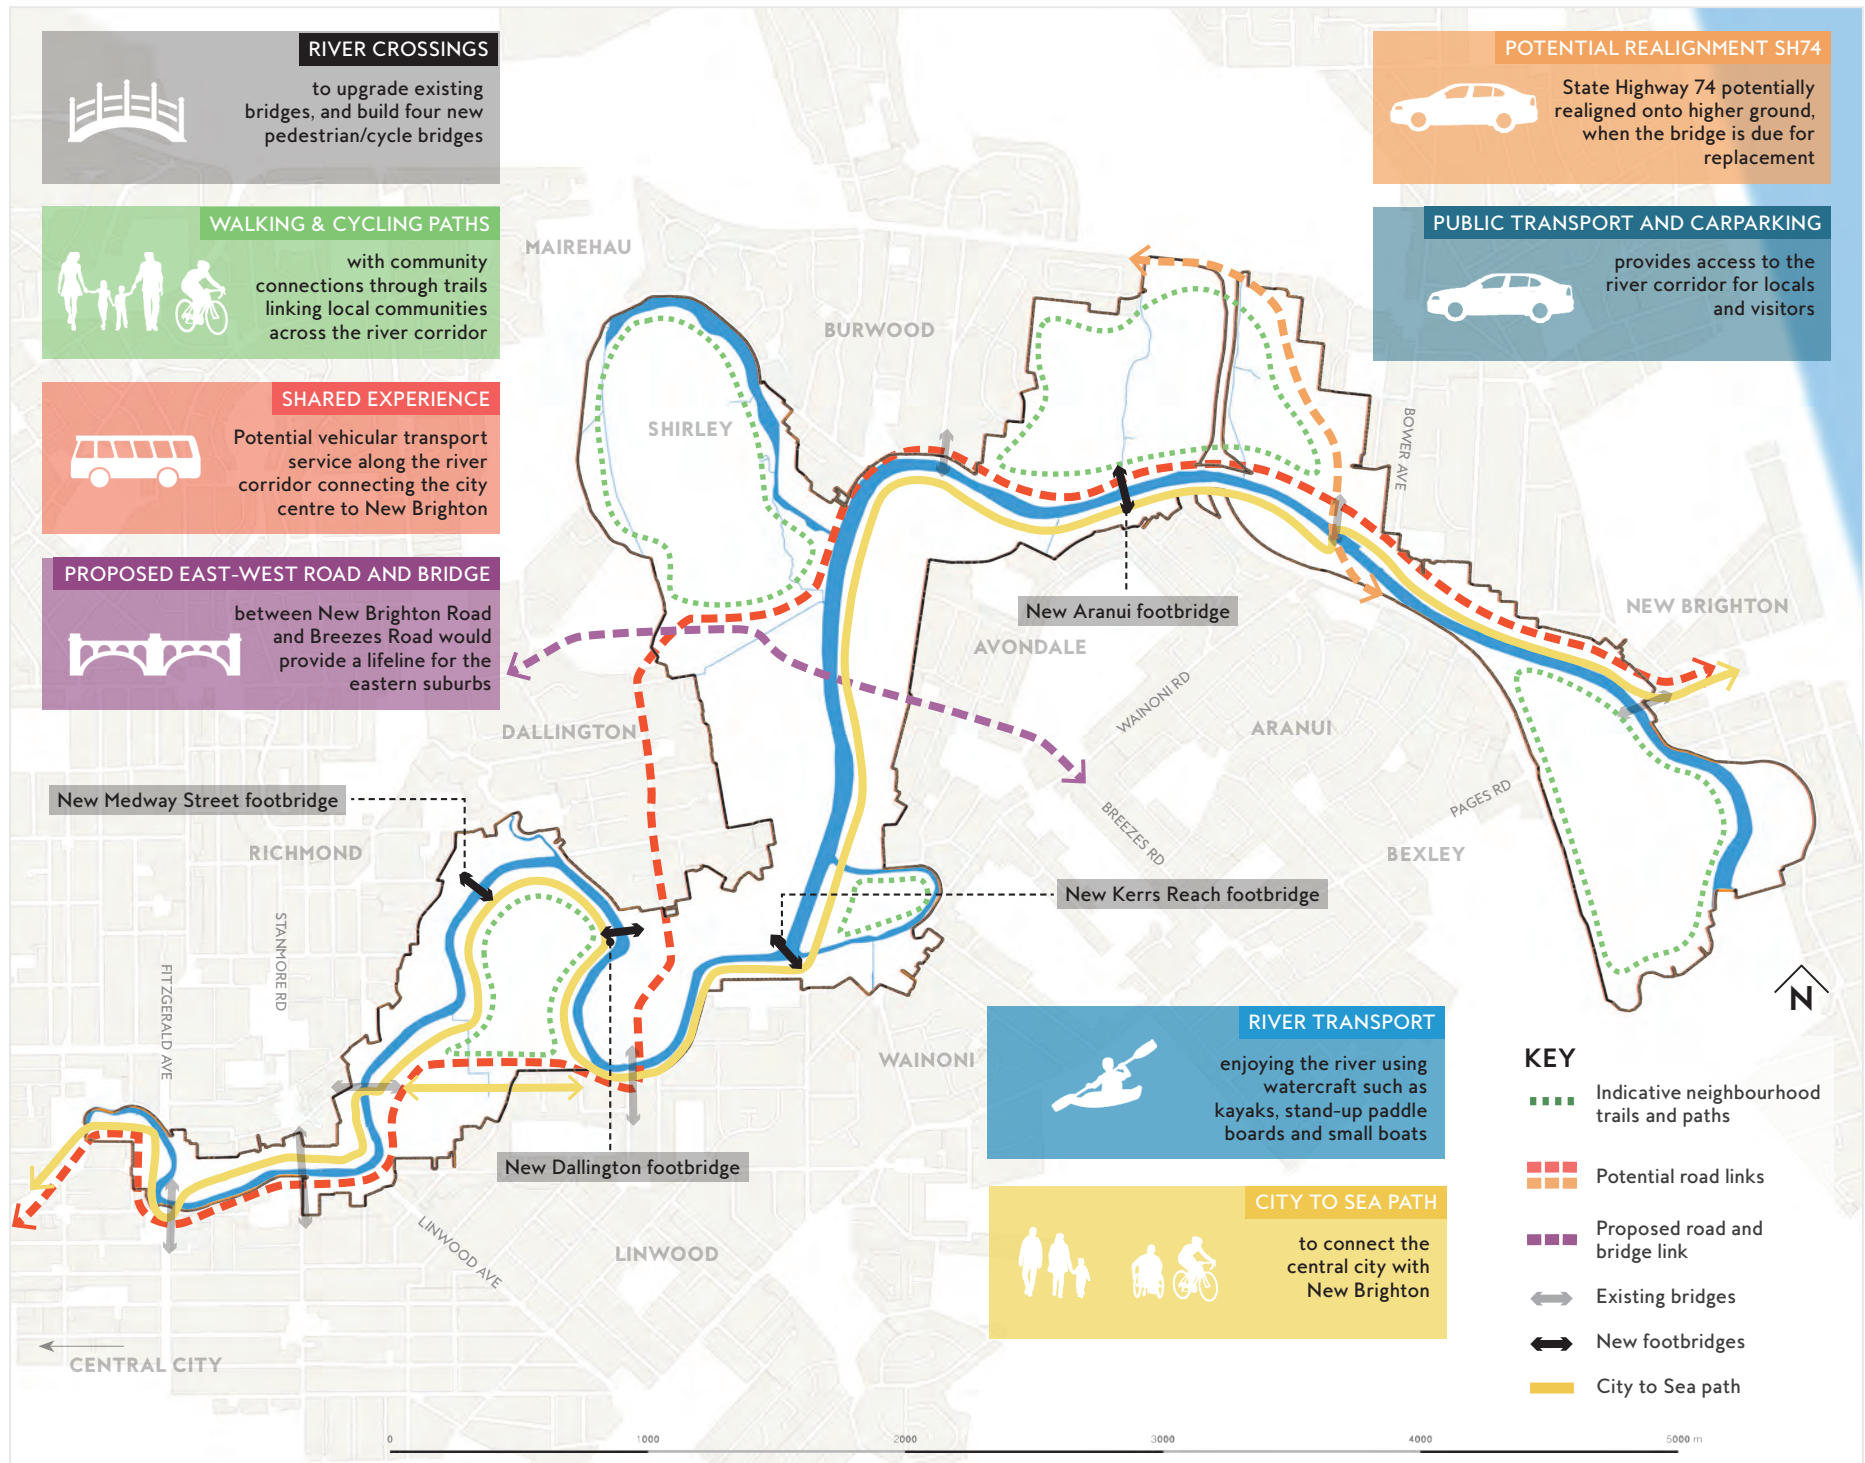 RIVER CROSSINGS
to upgrade existing
bridges, and build four new
pedestrian/cycle bridges
WALKING & CYCLING PATHS
with community
connections through trails
linking local communities
across the river corridor
SHARED EXPERIENCE
Potential vehicular transport
service along the river
corridor connecting the city
centre to New Brighton
PROPOSED EAST-WEST ROAD AND BRIDGE
between New Brighton Road
and Breezes Road would
provide a lifeline for the
eastern suburbs
POTENTIAL REALIGNMENT SH74
State Highway 74 potentially
realigned onto higher ground,
when the bridge is due for
replacement
PUBLIC TRANSPORT AND CARPARKING
provides access to the
river corridor for locals
and visitors
MAIREHAU
BURWOOD
SHIRLEY
BOWER AVE
NEW BRIGHTON
New Aranui footbridge
AVONDALE
WAINONI RD
ARANUI
DALLINGTON
PAGES RD
BREEZES RD
BEXLEY
New Medway Street footbridge
RICHMOND
New Kerrs Reach footbridge
STANMORE RD
FITZGERALD AVE
WAINONI
New Dallington footbridge
LINWOOD AVE
LINWOOD
CENTRAL CITY
RIVER TRANSPORT
enjoying the river using
watercraft such as
kayaks, stand-up paddle
boards and small boats
CITY TO SEA PATH
to connect the
central city with
New Brighton
N
KEY
Indicative neighbourhood
trails and paths
Potential road links
Proposed road and
bridge link
Existing bridges
New footbridges
City to Sea path
0 1000 2000 3000 4000 5000 m